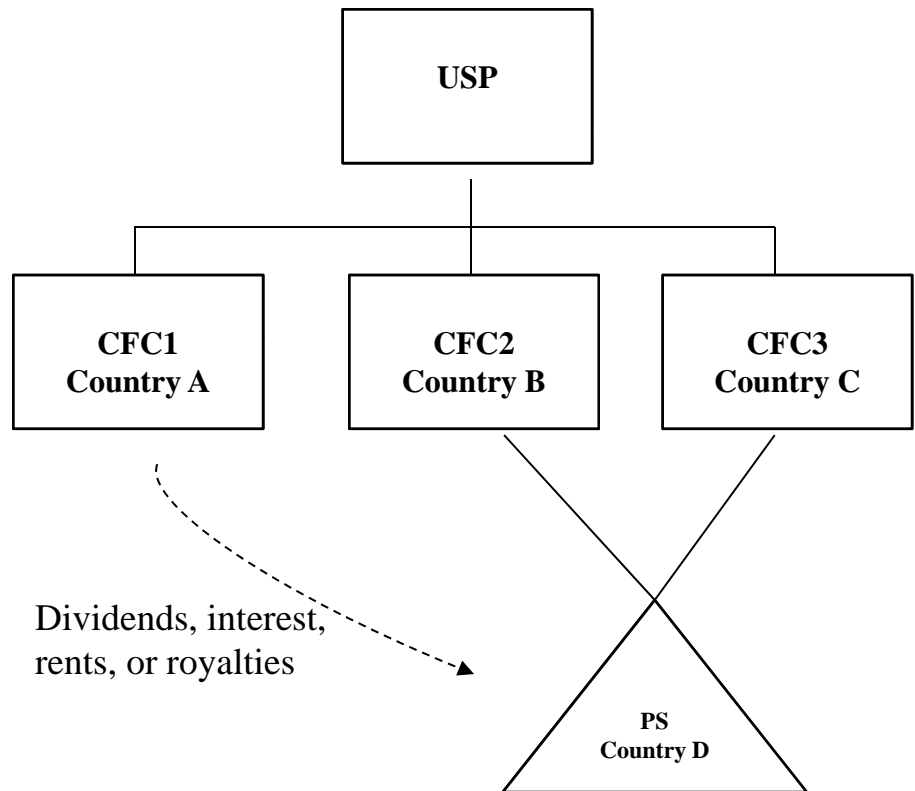 USP
CFC1
Country A
CFC2
Country B
CFC3
Country C
Dividends, interest,
rents, or royalties
PS
Country D